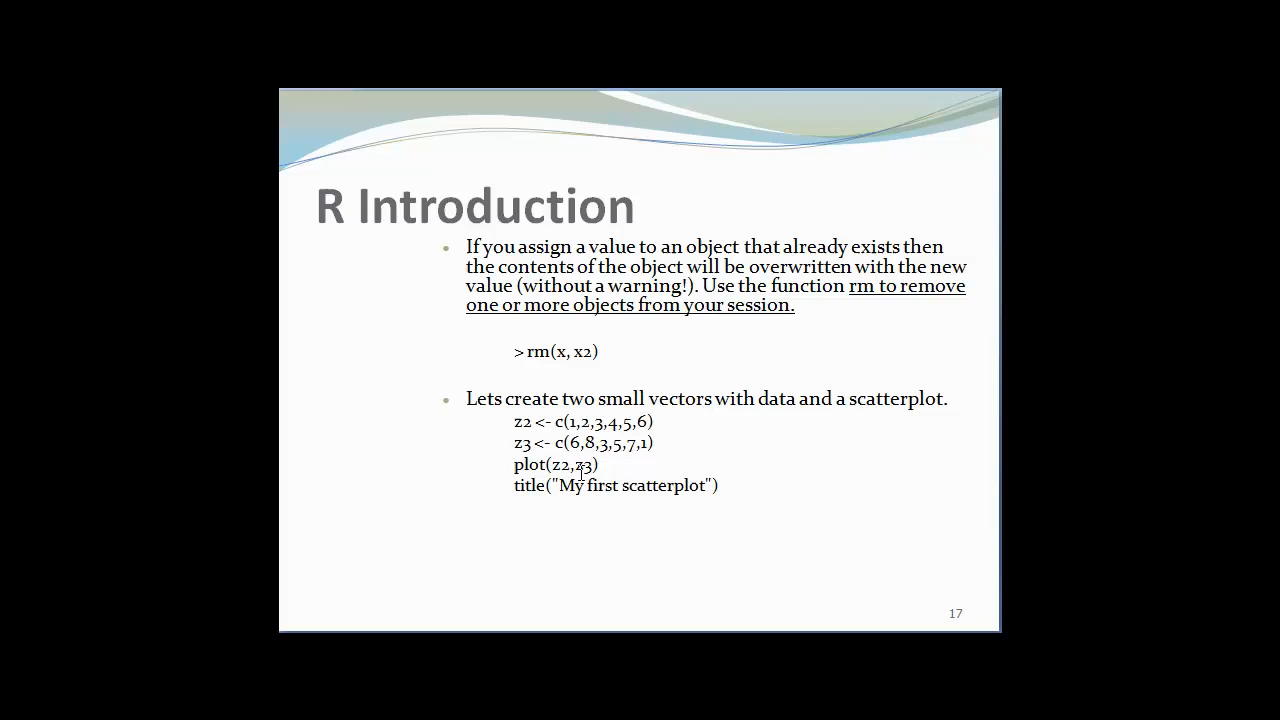 R Introduction
• If you assign a value to an object that already exists then
the contents of the object will be overwritten with the new
value (without a warning!). Use the function rm to remove
one or more objects from your session.
> rm(x, x2)
• Lets create two small vectors with data and a scatterplot.
z2 <- c(1,2,3,4,5,6)
z3 <- c(6,8,3,5,7,1)
plot(z2,z3)
title("My first scatterplot")
17